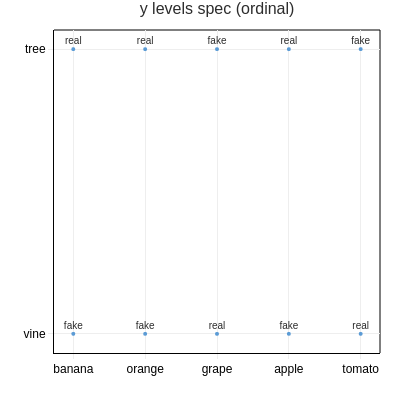 y levels spec (ordinal)
tree
real real fake real fake
vine
fake fake real fake real
banana orange grape apple tomato